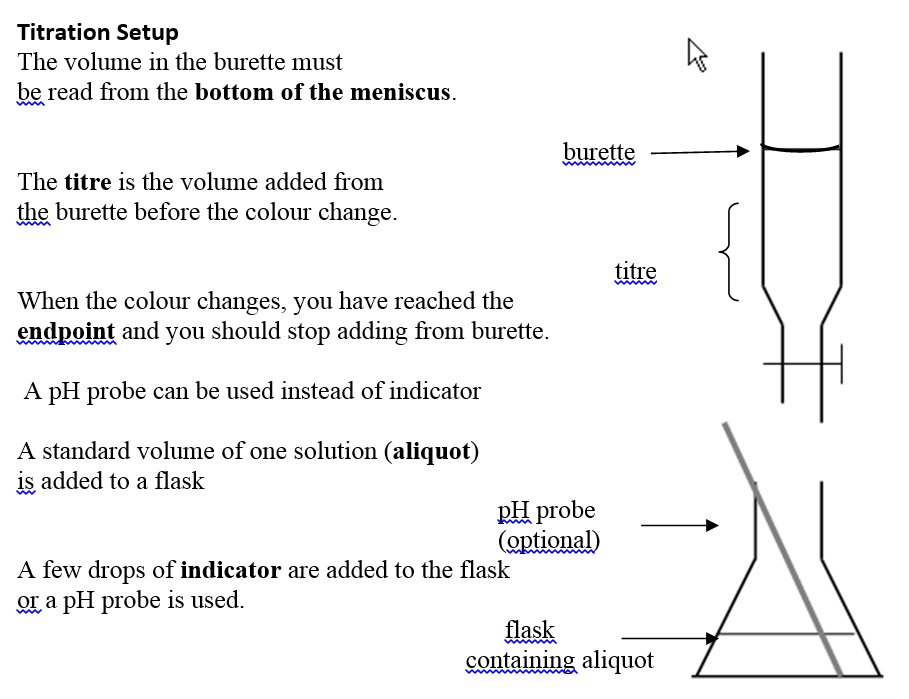 Titration Setup
The volume in the burette must
be read from the bottom of the meniscus.
burette
The titre is the volume added from
the burette before the colour change.
titre
When the colour changes, you have reached the
endpoint and you should stop adding from burette.
A pH probe can be used instead of indicator
A standard volume of one solution (aliquot)
is added to a flask
pH probe
(optional)
A few drops of indicator are added to the flask
or a pH probe is used.
flask
containing aliquot